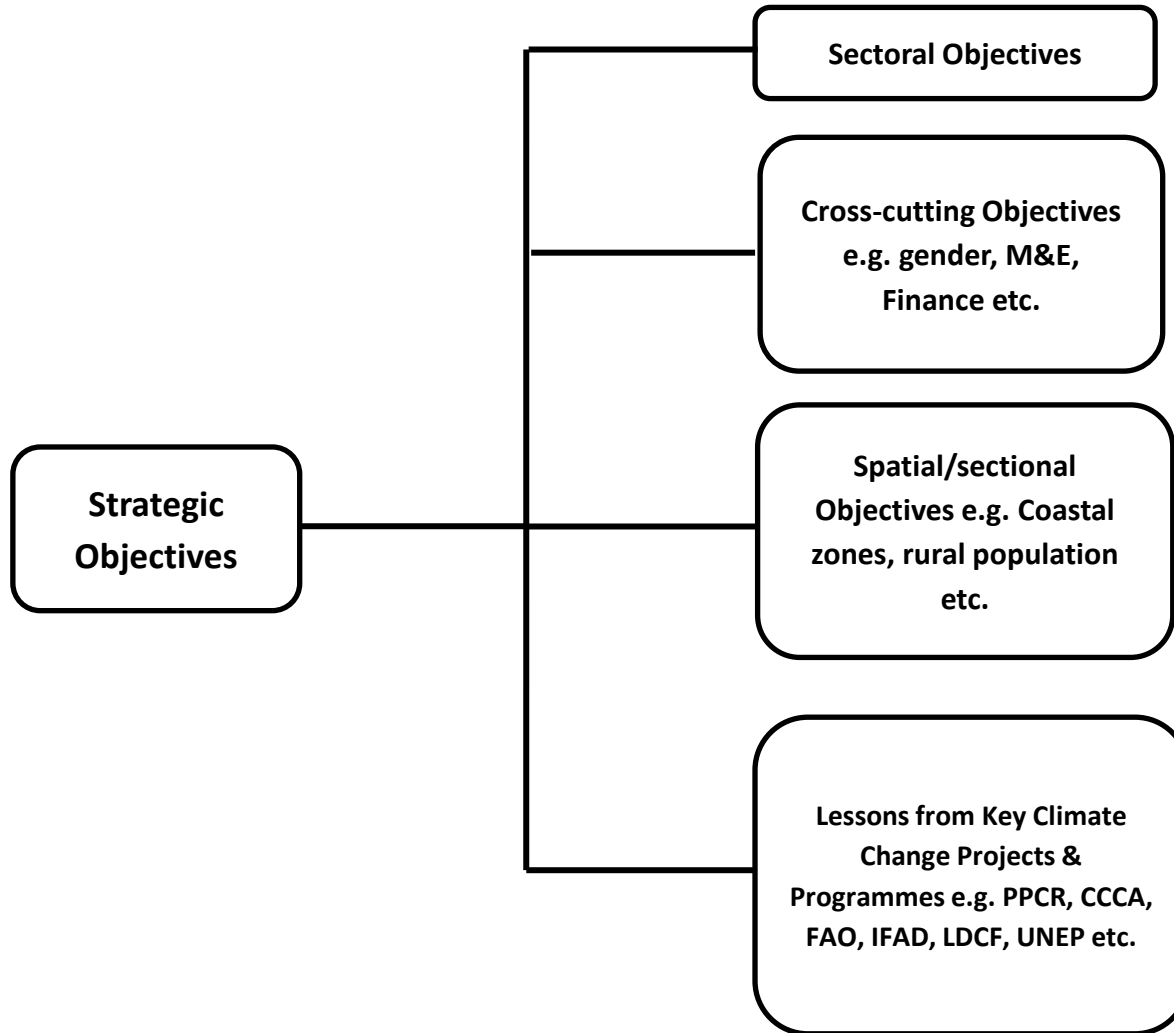 Sectoral Objectives
Cross-cutting Objectives
e.g. gender, M&E,
Finance etc.
Strategic
Objectives
Spatial/sectional
Objectives e.g. Coastal
zones, rural population
etc.
Lessons from Key Climate
Change Projects &
Programmes e.g. PPCR, CCCA,
FAO, IFAD, LDCF, UNEP etc.